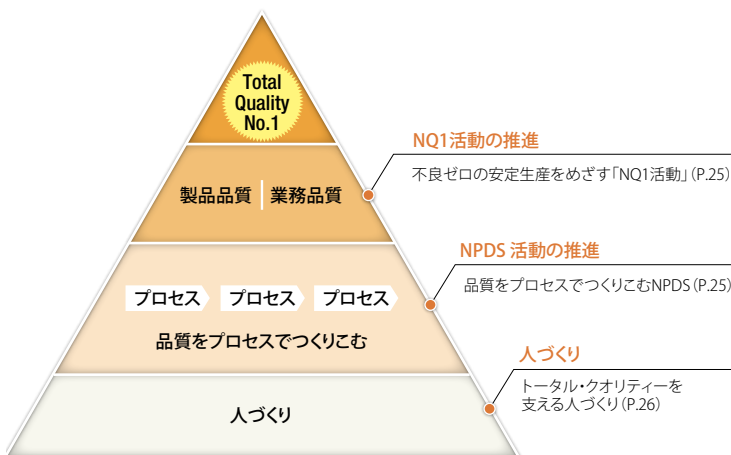 Total
Quality
No.1
製品品質 業務品質
プロセス プロセス プロセス
品質をプロセスでつくりこむ
人づくり
NQ1活動の推進
不良ゼロの安定生産をめざす「NQ1活動」(P.25)
NPDS 活動の推進
品質をプロセスでつくりこむNPDS(P.25)
人づくり
トータル・クオリティーを
支える人づくり(P.26)